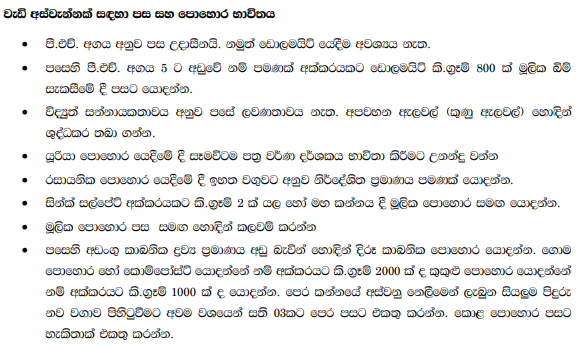 වැඩි අස්වැන්නක් සඳහා පස සහ පොහොර භාවිතය
• පී.එච්. අගය අනුව පස උදාසීනයි. නමුත් ඩොලමයිට් යෙදීම අවශ්‍යය නැත.
• පසෙහි පී.එච්. අගය 5 ට අඩුවේ නම් පමණක් අක්කරයකට ඩොලමයිට් කි.ග්‍රෑම් 800 ක් මූලික බිම්
සැකසීමේ දී පසට යොදන්න.
• විද්‍යුත් සන්නායකතාවය අනුව පසේ ලවණතාවය නැත. අපවහන ඇලවල් (කුණු ඇලවල්) හොඳින්
ශුද්ධකර තබා ගන්න.
• යූරියා පොහොර යෙදීමේ දී සෑමවිටම පත්‍ර වර්ණ දර්ශකය භාවිතා කිරීමට උනන්දු වන්න
• රසායනික පොහොර යෙදීමේ දී ඉහත වගුවට අනුව නිර්දේශිත ප්‍රමාණය පමණක් යොදන්න.
• සින්ක් සල්පේට් අක්කරයකට කි.ග්‍රෑම් 2 ක් යල හෝ මහ කන්නය දී මූලික පොහොර සමඟ යොදන්න.
• මූලික පොහොර පස සමඟ හොඳින් කලවම් කරන්න
• පසෙහි අඩංගු කාබනික ද්‍රව්‍ය ප්‍රමාණය අඩු බැවින් හොඳින් දිරූ කාබනික පොහොර යොදන්න. ගොම
පොහොර හෝ කොම්පෝස්ට් යොදන්නේ නම් අක්කරයට කි.ග්‍රෑම් 2000 ක් ද කුකුළු පොහොර යොදන්නේ
නම් අක්කරයට කි.ග්‍රෑම් 1000 ක් ද යොදන්න. පෙර කන්නයේ අස්වනු නෙලීමෙන් ලැබුන සියලුම පිදුරු
නව වගාව පිහිටුවීමට අවම වශයෙන් සති 03කට පෙර පසට එකතු කරන්න. කොළ පොහොර පසට
හැකිතාක් එකතු කරන්න.